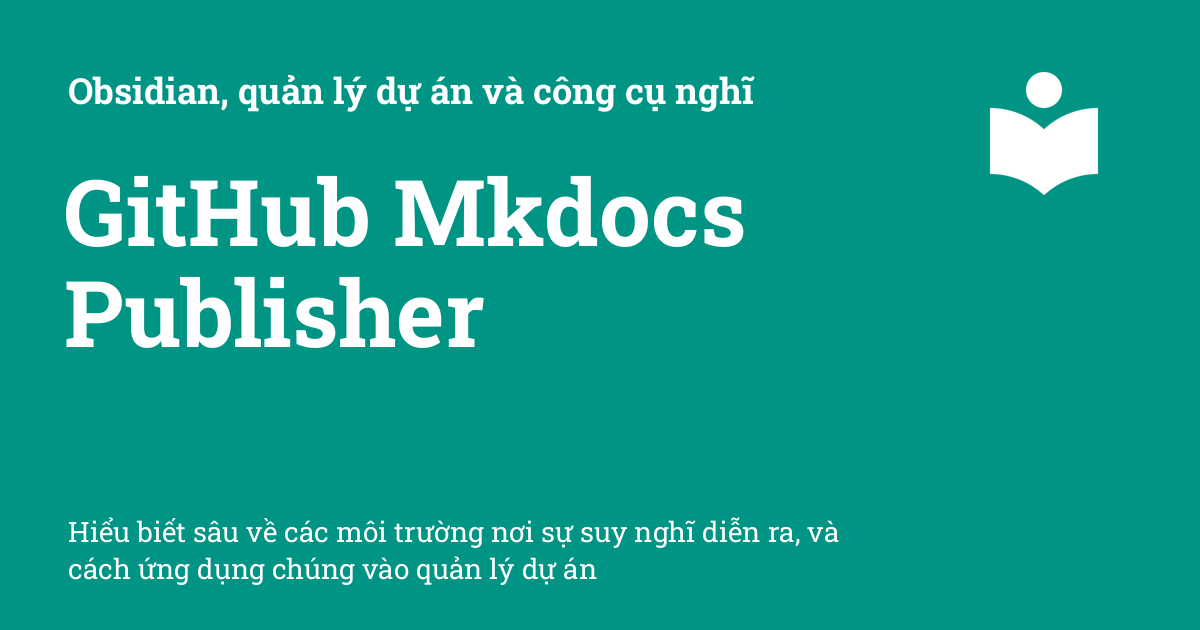 Obsidian, quản lý dự án và công cụ nghĩ
GitHub Mkdocs
Publisher
Hiểu biết sâu về các môi trường nơi sự suy nghĩ diễn ra, và
cách ứng dụng chúng vào quản lý dự án